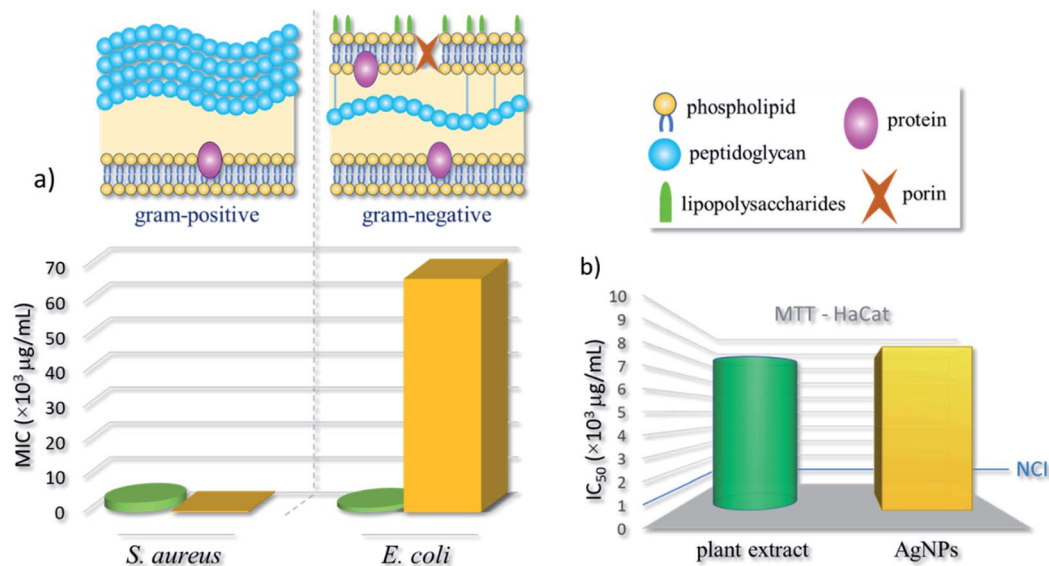 phospholipid
protein
peptidoglycan
lipopolysaccharides
porin
a)
gram-positive
gram-negative
MIC (×10³ µg/mL)
70
60
50
40
30
20
10
0
S. aureus
E. coli
b)
MTT - HaCat
IC₅₀ (×10³ µg/mL)
10
9
8
7
6
5
4
3
2
1
0
NCI
plant extract
AgNPs